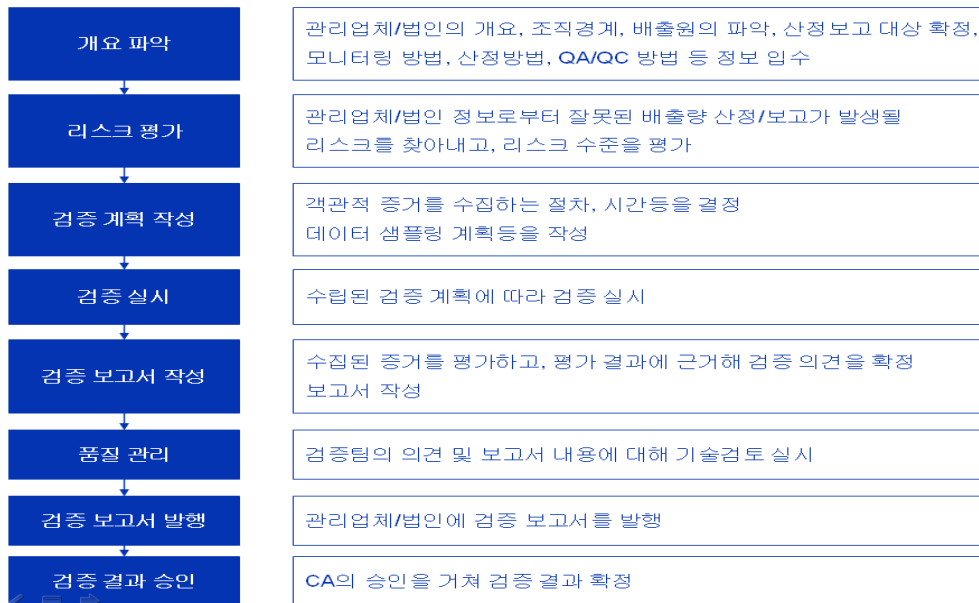 개요 파악
관리업체/법인의 개요, 조직경계, 배출원의 파악, 산정보고 대상 확정,
모니터링 방법, 산정방법, QA/QC 방법 등 정보 입수
리스크 평가
관리업체/법인 정보로부터 잘못된 배출량 산정/보고가 발생될
리스크를 찾아내고, 리스크 수준을 평가
검증 계획 작성
객관적 증거를 수집하는 절차, 시간등을 결정
데이터 샘플링 계획등을 작성
검증 실시
수립된 검증 계획에 따라 검증 실시
검증 보고서 작성
수집된 증거를 평가하고, 평가 결과에 근거해 검증 의견을 확정
보고서 작성
품질 관리
검증팀의 의견 및 보고서 내용에 대해 기술검토 실시
검증 보고서 발행
관리업체/법인에 검증 보고서를 발행
검증 결과 승인
CA의 승인을 거쳐 검증 결과 확정